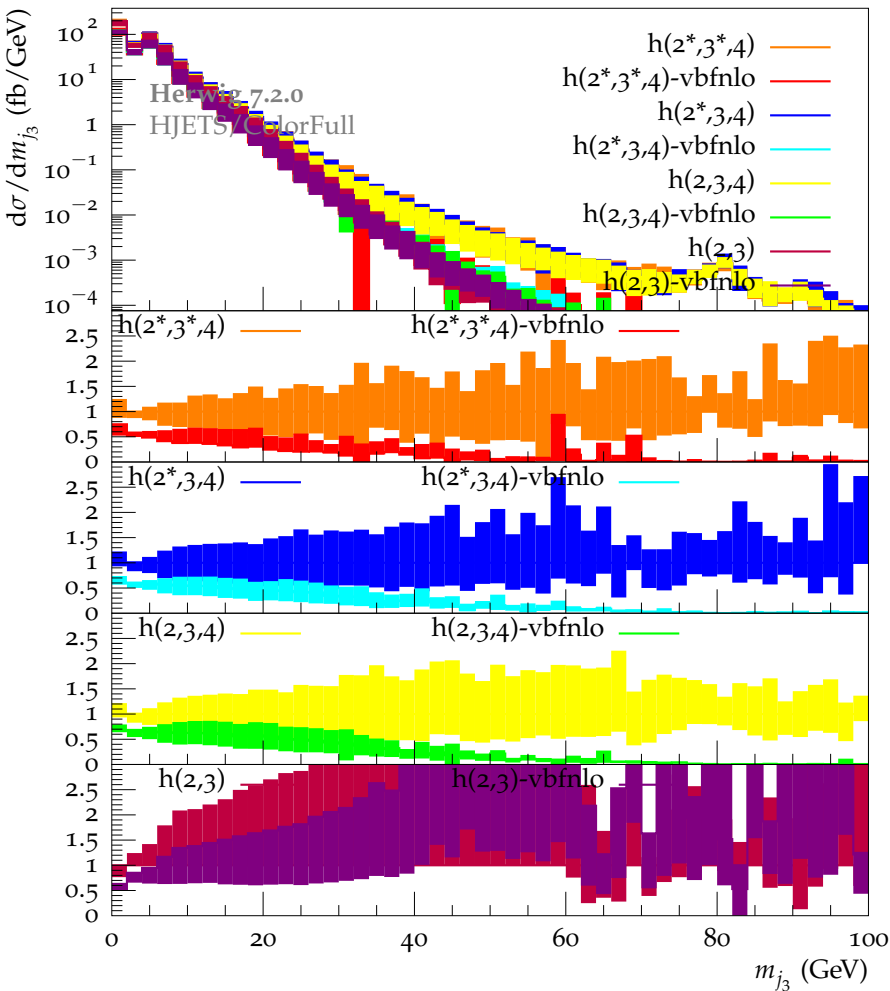 10^2
10^1
1
10^-1
10^-2
10^-3
10^-4
dσ/dm_{j_3} (fb/GeV)
Herwig 7.2.0
HJETS/ColorFull
h(2*,3*,4)
h(2*,3*,4)-vbfnlo
h(2*,3,4)
h(2*,3,4)-vbfnlo
h(2,3,4)
h(2,3,4)-vbfnlo
h(2,3)
h(2,3)-vbfnlo
h(2*,3*,4) h(2*,3*,4)-vbfnlo
2.5
2
1.5
1
0.5
0
h(2*,3,4) h(2*,3,4)-vbfnlo
2.5
2
1.5
1
0.5
0
h(2,3,4) h(2,3,4)-vbfnlo
2.5
2
1.5
1
0.5
0
h(2,3) h(2,3)-vbfnlo
2.5
2
1.5
1
0.5
0
0 20 40 60 80 100
m_{j_3} (GeV)